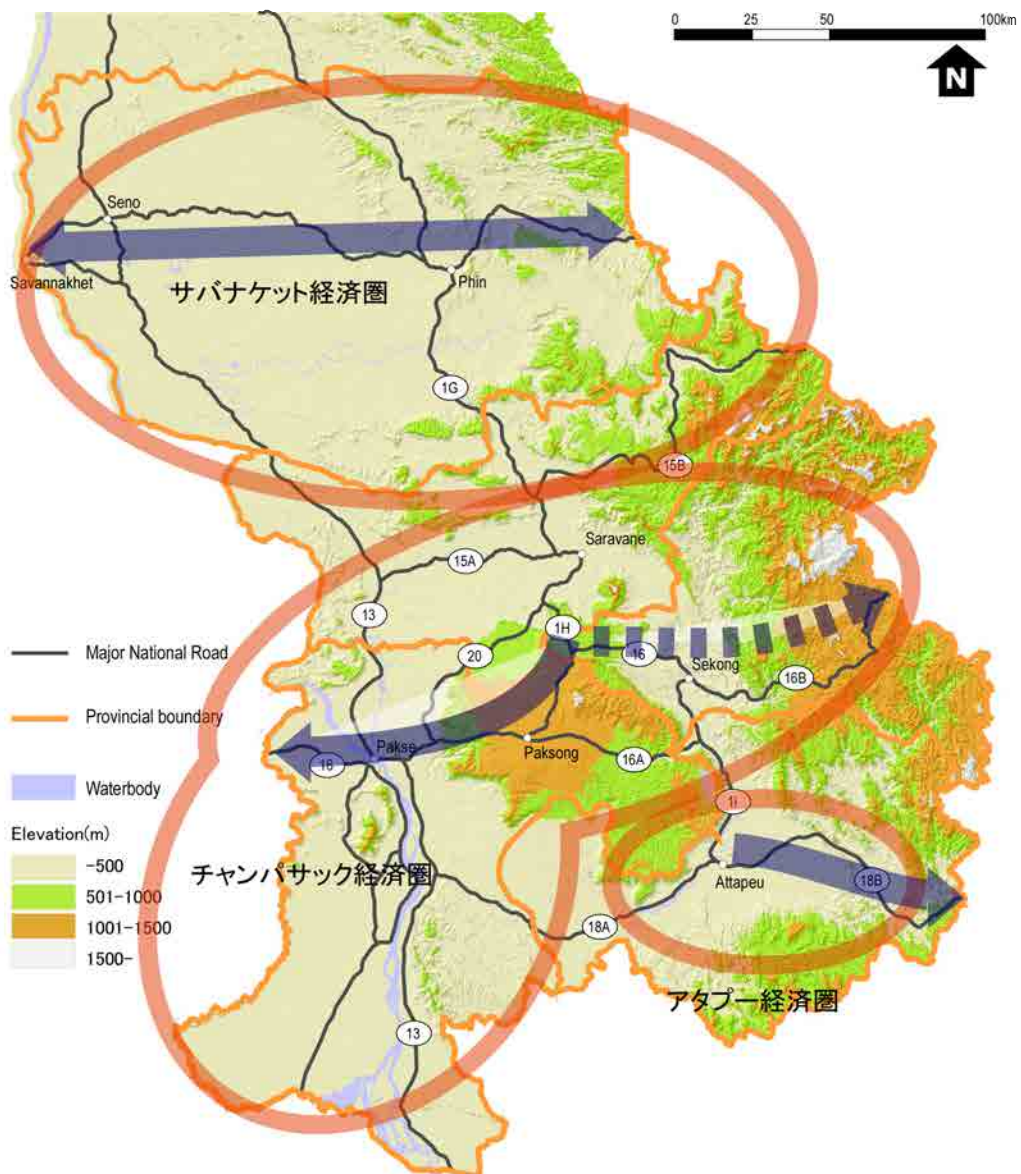 0 25 50 100km
N
Seno
Savannakhet
Phin
サバナケット経済圏
1G
15B
Saravane
15A
13
1H
20
16
Sekong
16B
Major National Road
Provincial boundary
Waterbody
Elevation(m)
-500
501-1000
1001-1500
1500-
18
Pakse
Paksong
16A
1I
チャンパサック経済圏
Attapeu
18B
18A
アタプー経済圏
13